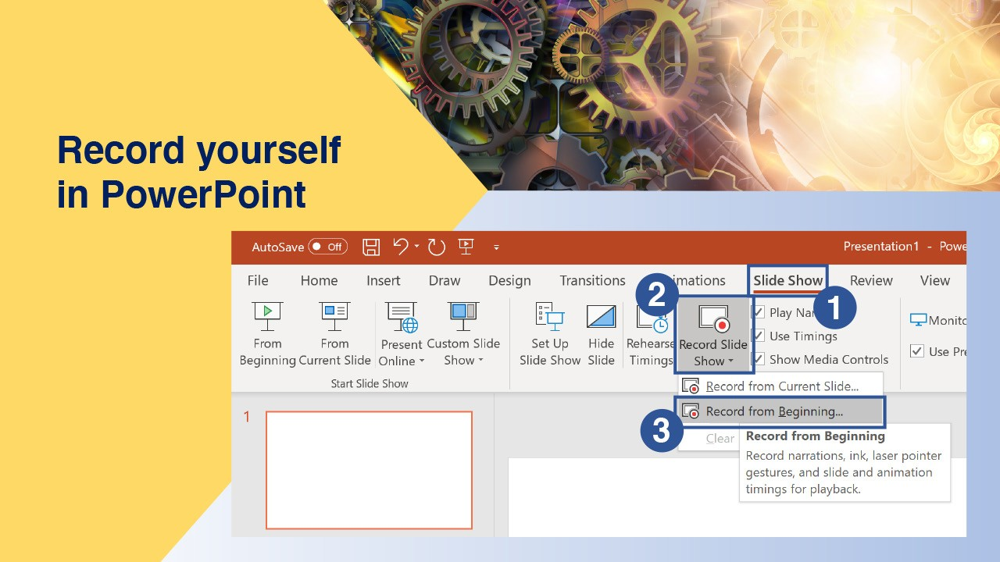 Record yourself
in PowerPoint
AutoSave Off
Presentation1 - Powe
File Home Insert Draw Design Transitions imations Slide Show Review View
2
1
From Beginning
From Current Slide
Present Online
Custom Slide Show
Start Slide Show
Set Up Slide Show
Hide Slide
Rehearse Timings
Record Slide Show
Play Na
Use Timings
Show Media Controls
Monito
Use Pre
Record from Current Slide...
Record from Beginning...
3
Clear
Record from Beginning
Record narrations, ink, laser pointer
gestures, and slide and animation
timings for playback.
1